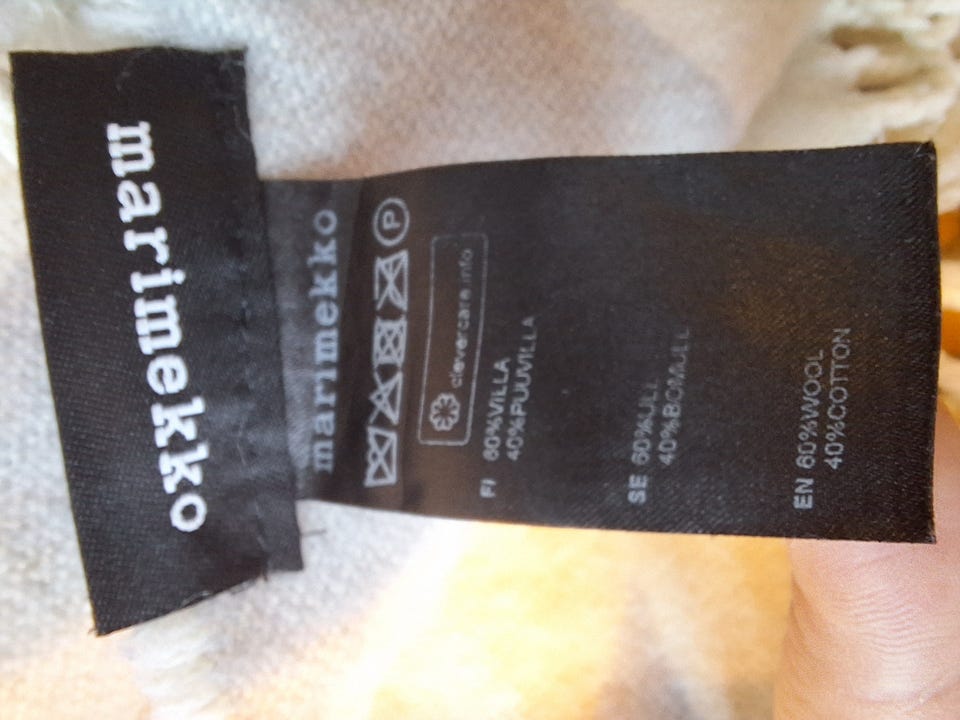 marimekko
marimekko
P
clevercare.info
FI 60%VILLA
40%PUUVILLA
SE 60%ULL
40%BOMULL
EN 60%WOOL
40%COTTON